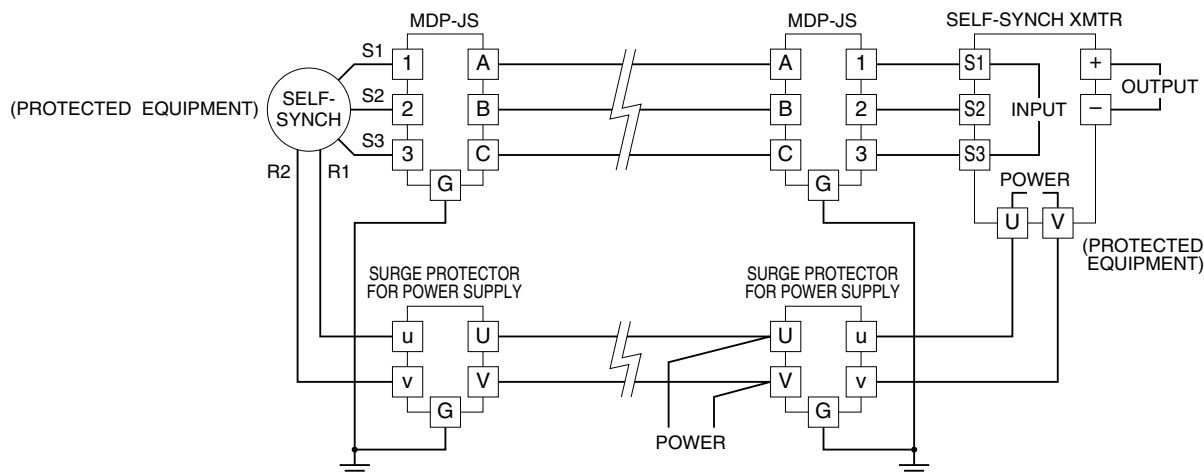 MDP-JS
MDP-JS
SELF-SYNCH XMTR
S1
1
A
A
1
S1
+
(PROTECTED EQUIPMENT)
SELF-
SYNCH
S2
2
B
B
2
S2
INPUT
–
OUTPUT
S3
3
C
C
3
S3
R2
R1
G
G
POWER
U
V
(PROTECTED
EQUIPMENT)
SURGE PROTECTOR
FOR POWER SUPPLY
SURGE PROTECTOR
FOR POWER SUPPLY
u
U
U
u
v
V
V
v
G
G
POWER